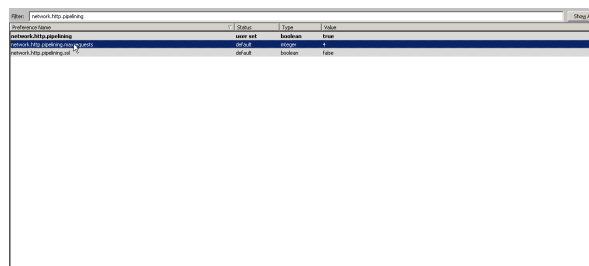 Filter: network.http.pipelining Show A
Preference Name Status Type Value
network.http.pipelining user set boolean true
network.http.pipelining.maxrequests default integer 4
network.http.pipelining.ssl default boolean false